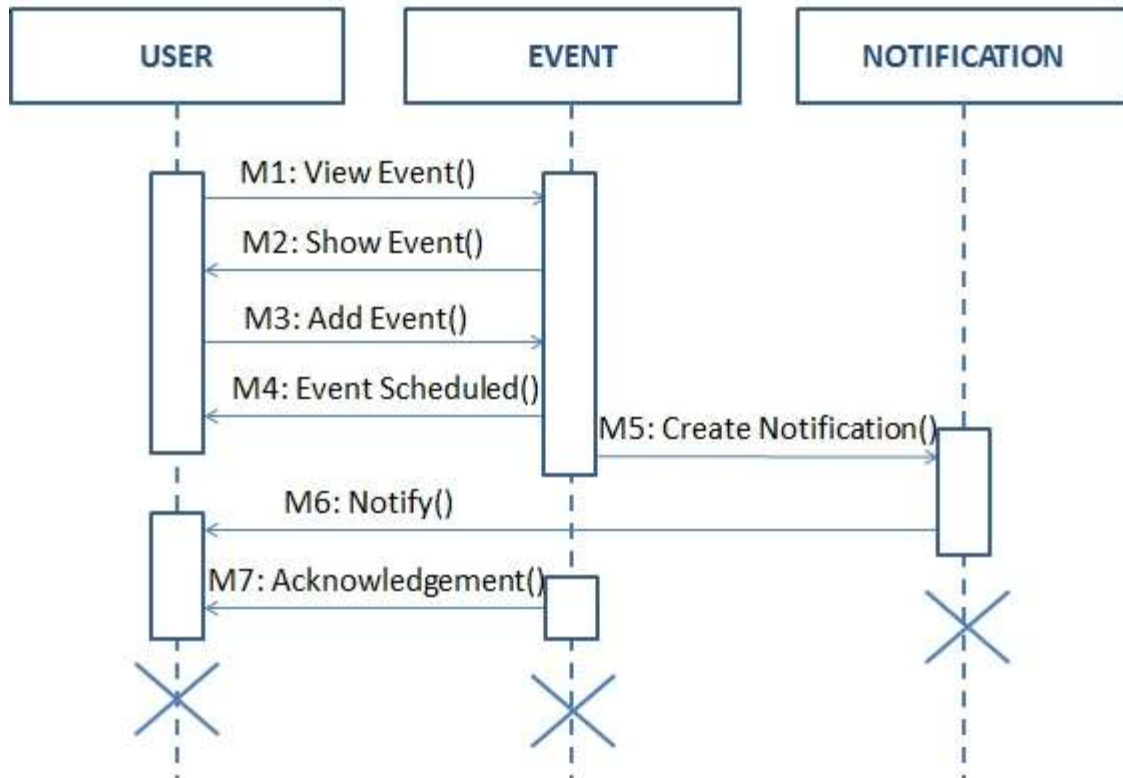 USER
EVENT
NOTIFICATION
M1: View Event()
M2: Show Event()
M3: Add Event()
M4: Event Scheduled()
M5: Create Notification()
M6: Notify()
M7: Acknowledgement()